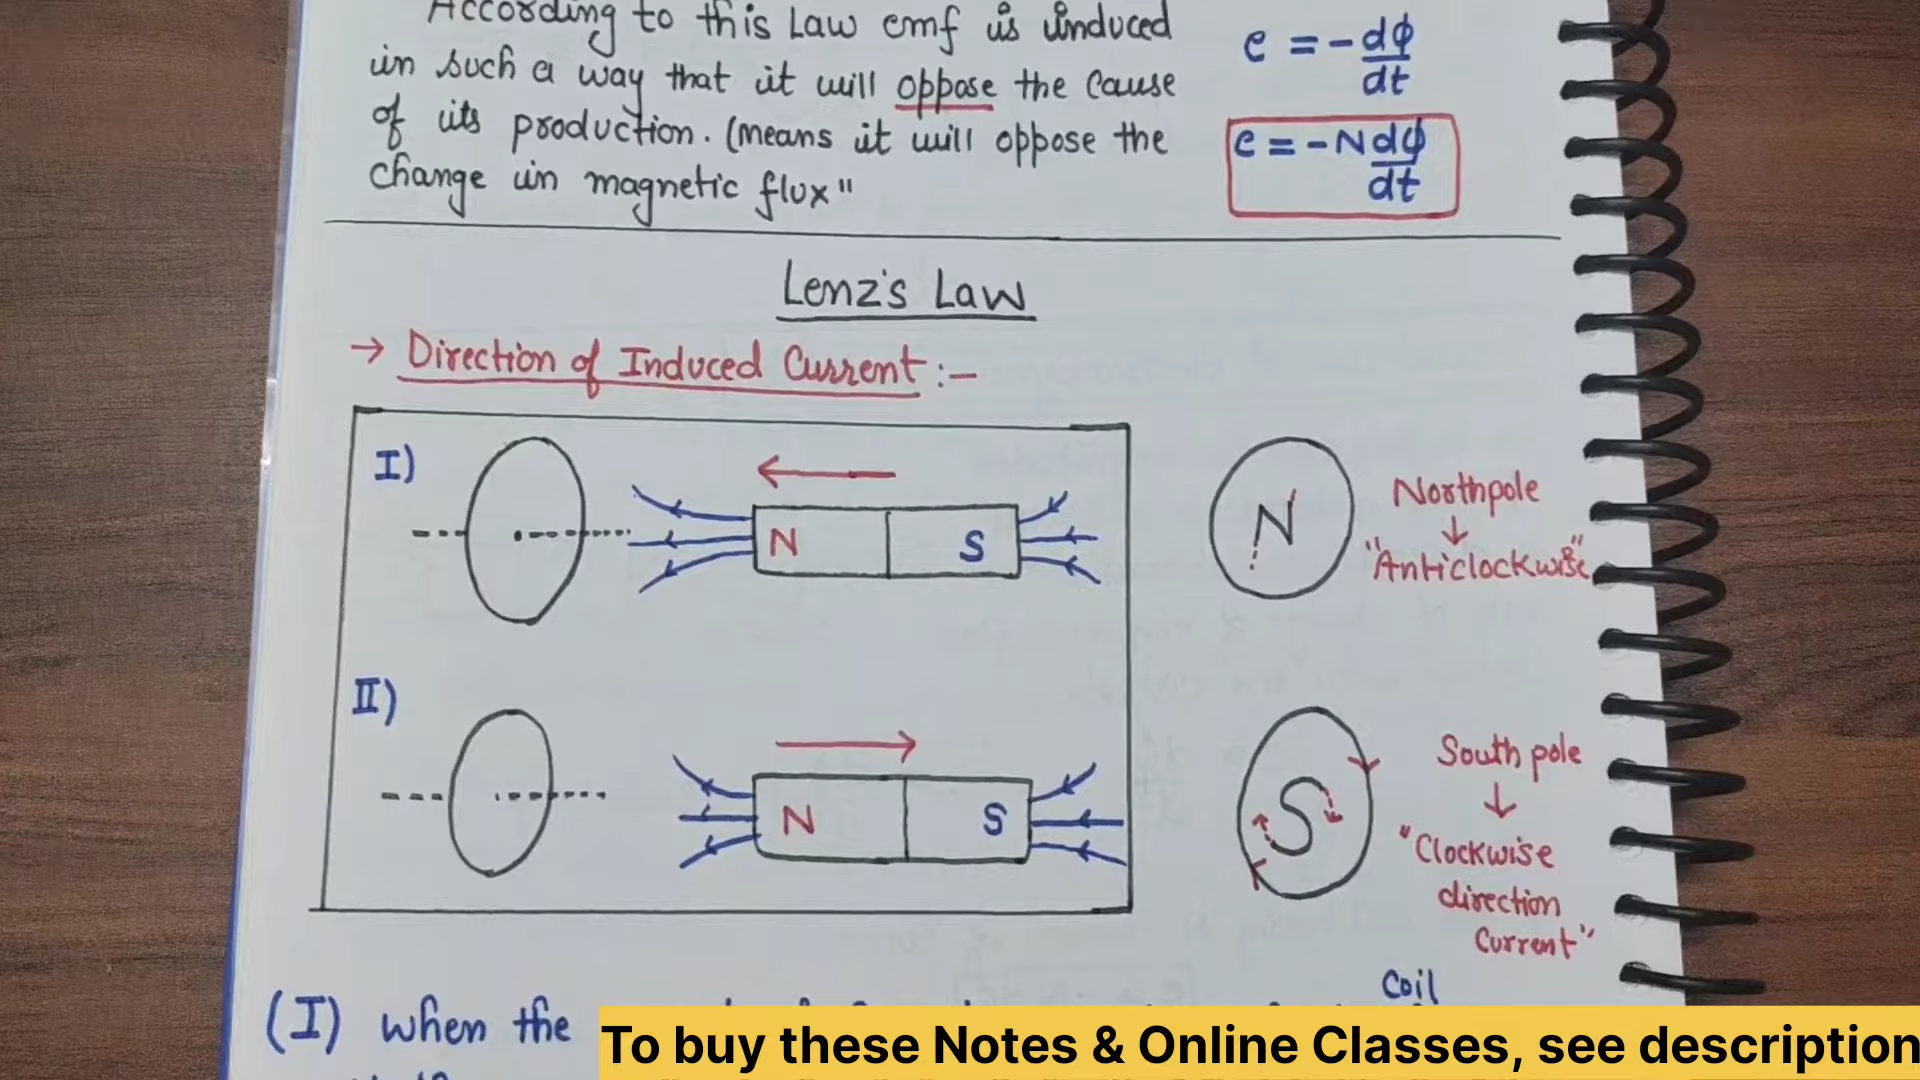 According to this Law emf is induced
in such a way that it will oppose the cause
of its production. (means it will oppose the
change in magnetic flux"
e = - dϕ/dt
e = - N dϕ/dt
Lenz's Law
→ Direction of Induced Current :-
I)
N S
N
Northpole
↓
"Anticlockwise"
II)
N S
S
South pole
↓
"Clockwise
direction
Current"
Coil
(I) when the
To buy these Notes & Online Classes, see description